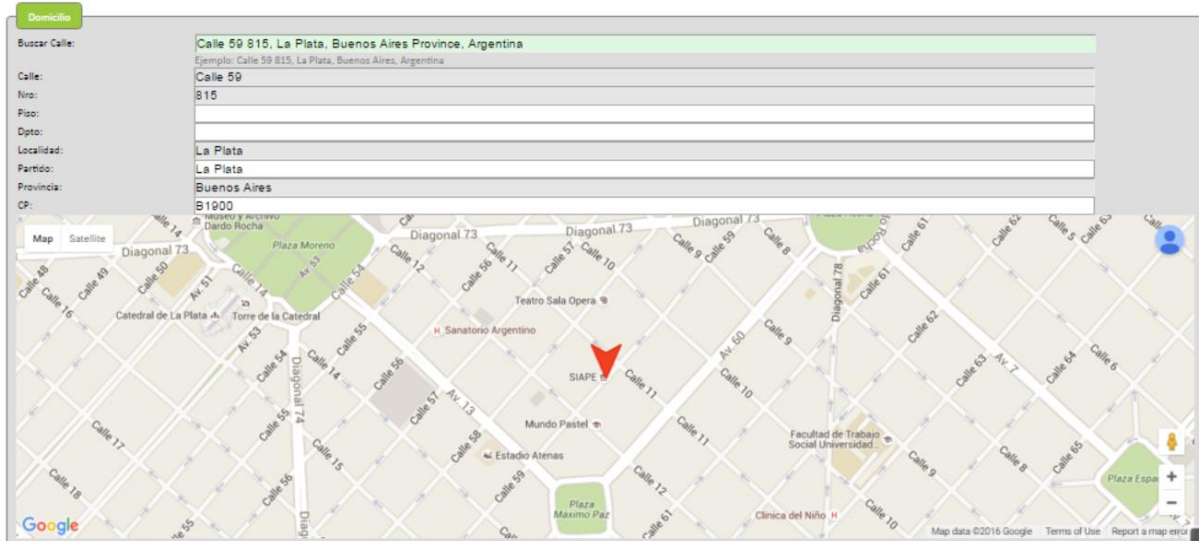 Domicilio
Buscar Calle: Calle 59 815, La Plata, Buenos Aires Province, Argentina
Ejemplo: Calle 59 815, La Plata, Buenos Aires, Argentina
Calle: Calle 59
Nro: 815
Piso:
Dpto:
Localidad: La Plata
Partido: La Plata
Provincia: Buenos Aires
CP: B1900
Map Satellite
Museo y Archivo
Dardo Rocha
Calle 14
Diagonal 73
Diagonal 73
Diagonal 73
Diagonal 73
Plaza Moreno
Av. 53
Calle 12
Calle 56
Calle 11
Calle 57
Calle 10
Calle 9
Calle 59
Calle 8
Rocha
Calle 61
Calle 62
Calle 5
Calle 63
Calle 48
Calle 49
Calle 50
Av. 51
Calle 14
Calle 54
Calle 16
Catedral de La Plata
Torre de la Catedral
Teatro Sala Opera
Diagonal 78
Calle 61
Sanatorio Argentino
Av. 53
Calle 55
Calle 9
Av. 60
Calle 62
Calle 54
Calle 14
Calle 56
SIAPE
Calle 11
Calle 10
Calle 63
Av. 7
Calle 64
Calle 6
Diagonal 74
Calle 57
Av. 13
Calle 55
Calle 17
Mundo Pastel
Calle 11
Facultad de Trabajo
Social Universidad...
Calle 58
Estadio Atenas
Calle 15
Calle 9
Calle 8
Calle 65
Calle 18
Calle 56
Calle 59
Calle 12
Plaza
Máximo Paz
Plaza Espa
Clínica del Niño
Calle 10
Calle 61
Google
Map data ©2016 Google Terms of Use Report a map error